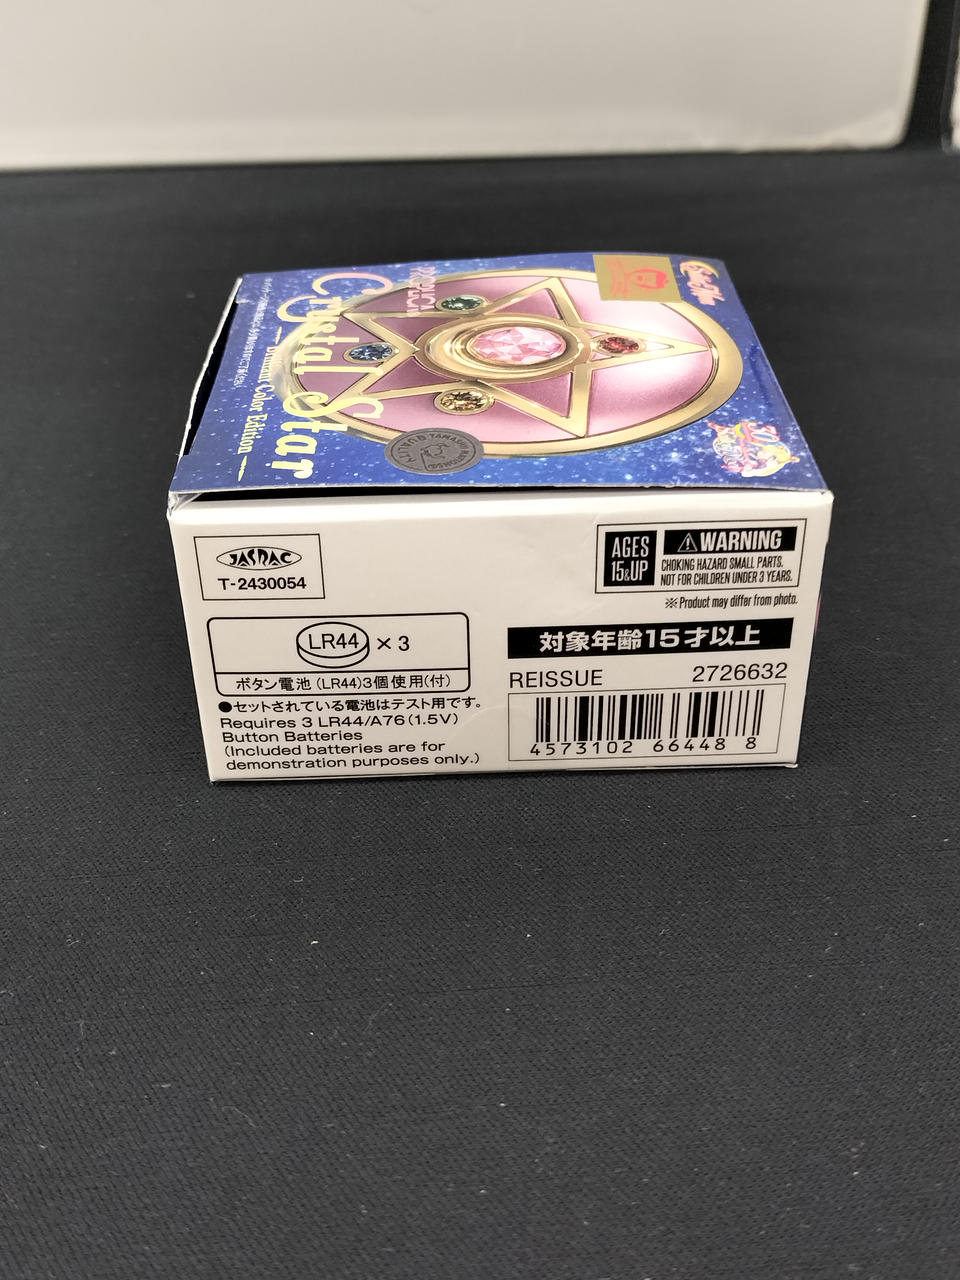 Crystal Star
Brilliant Color Edition
TAMASHII NATIONS
QUALITY
30
JASRAC
T-2430054
AGES
15&UP
WARNING
CHOKING HAZARD SMALL PARTS.
NOT FOR CHILDREN UNDER 3 YEARS.
※Product may differ from photo.
LR44 ×3
ボタン電池(LR44)3個使用(付)
●セットされている電池はテスト用です。
Requires 3 LR44/A76(1.5V)
Button Batteries
(Included batteries are for
demonstration purposes only.)
対象年齢15才以上
REISSUE 2726632
4573102 66448 8